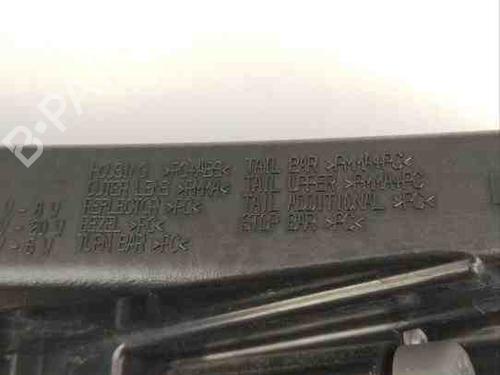 HOUSING >PC+ABS< TAIL BAR >PMMA+PC<
OUTER LENS >PMMA< TAIL UPPER >PMMA+PC<
REFLECTOR >PC< TAIL ADDITIONAL >PC<
BEZEL >PC< STOP BAR >PC<
TURN BAR >PC<
B-PA